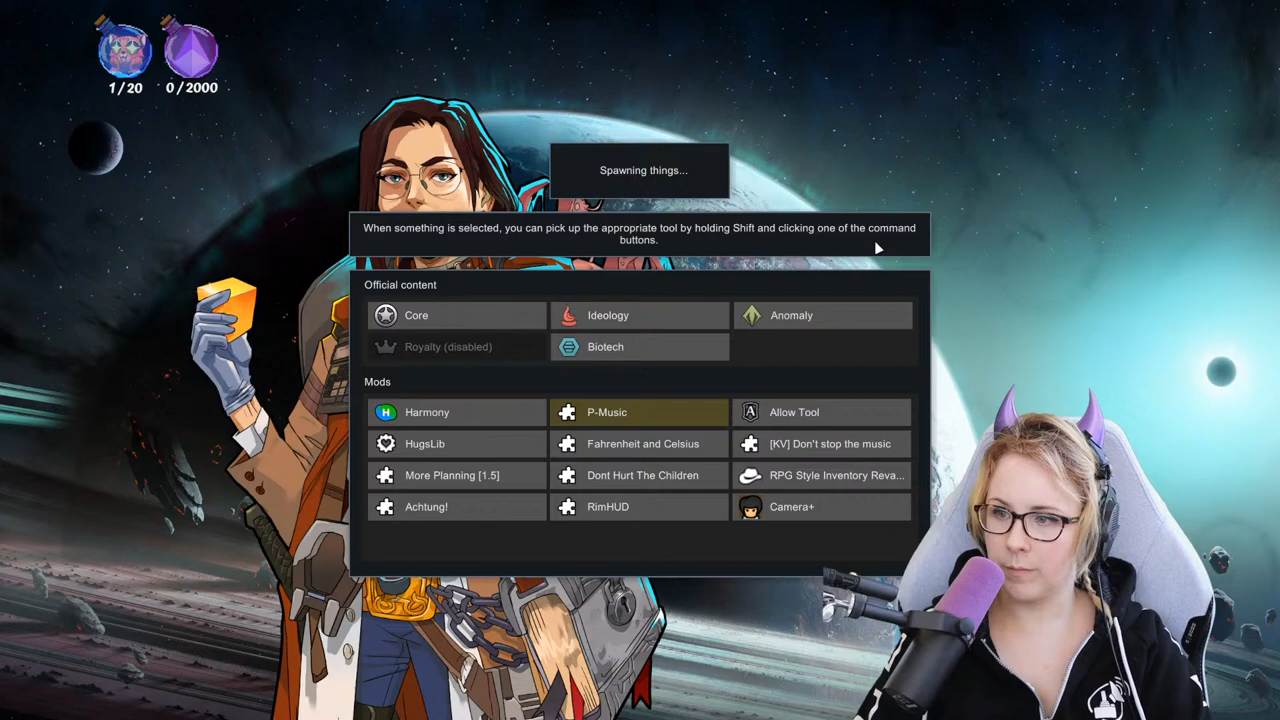 1/20
0/2000
Spawning things...
When something is selected, you can pick up the appropriate tool by holding Shift and clicking one of the command
buttons.
Official content
Core
Ideology
Anomaly
Royalty (disabled)
Biotech
Mods
Harmony
P-Music
Allow Tool
HugsLib
Fahrenheit and Celsius
[KV] Don't stop the music
More Planning [1.5]
Dont Hurt The Children
RPG Style Inventory Reva...
Achtung!
RimHUD
Camera+